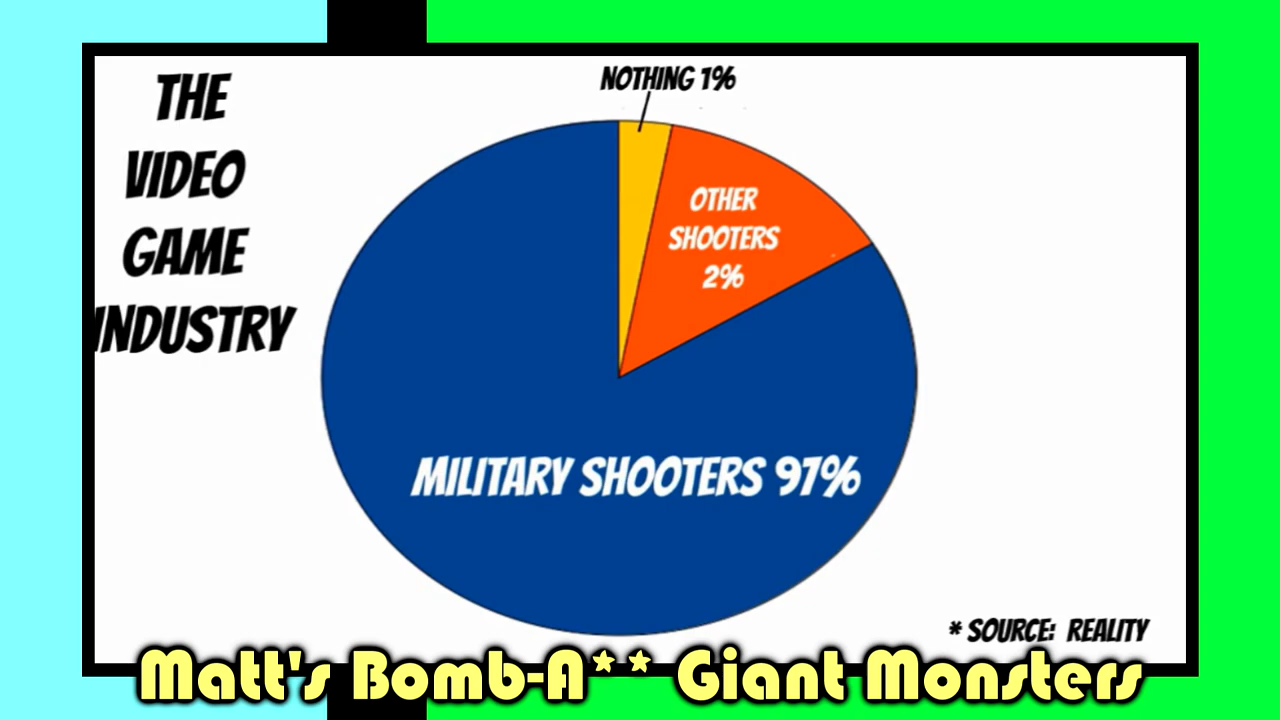 THE
VIDEO
GAME
INDUSTRY
NOTHING 1%
OTHER
SHOOTERS
2%
MILITARY SHOOTERS 97%
* SOURCE: REALITY
Matt's Bomb-A** Giant Monsters